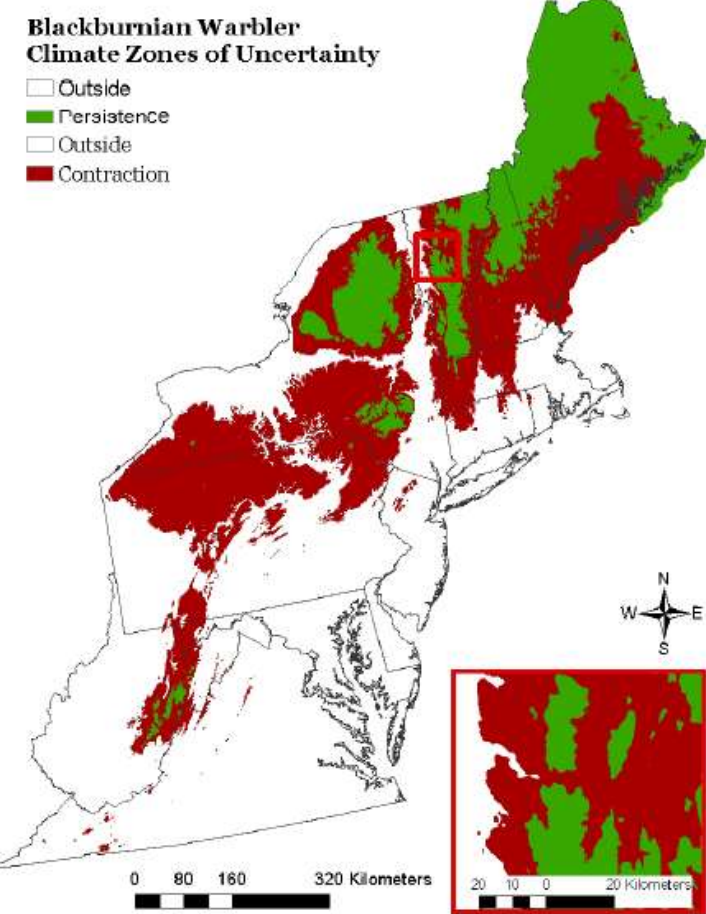 Blackburnian Warbler
Climate Zones of Uncertainty
Outside
Persistence
Outside
Contraction
N
W E
S
0 80 160 320 Kilometers
20 10 0 20 Kilometers